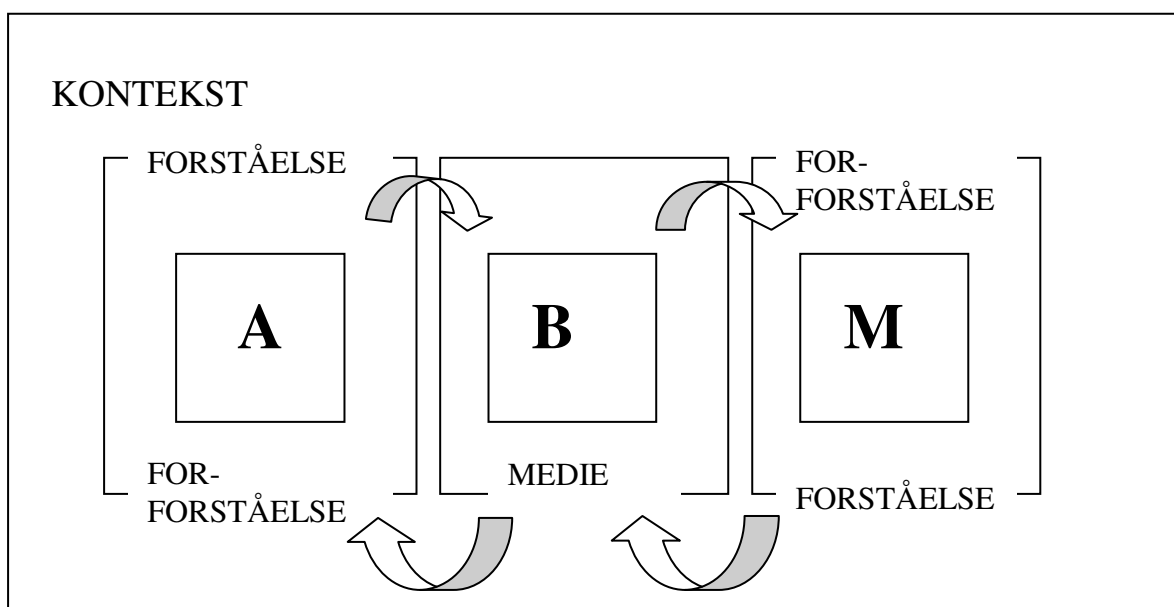 KONTEKST
FORSTÅELSE
FOR-
FORSTÅELSE
A
B
M
FOR-
FORSTÅELSE
MEDIE
FORSTÅELSE